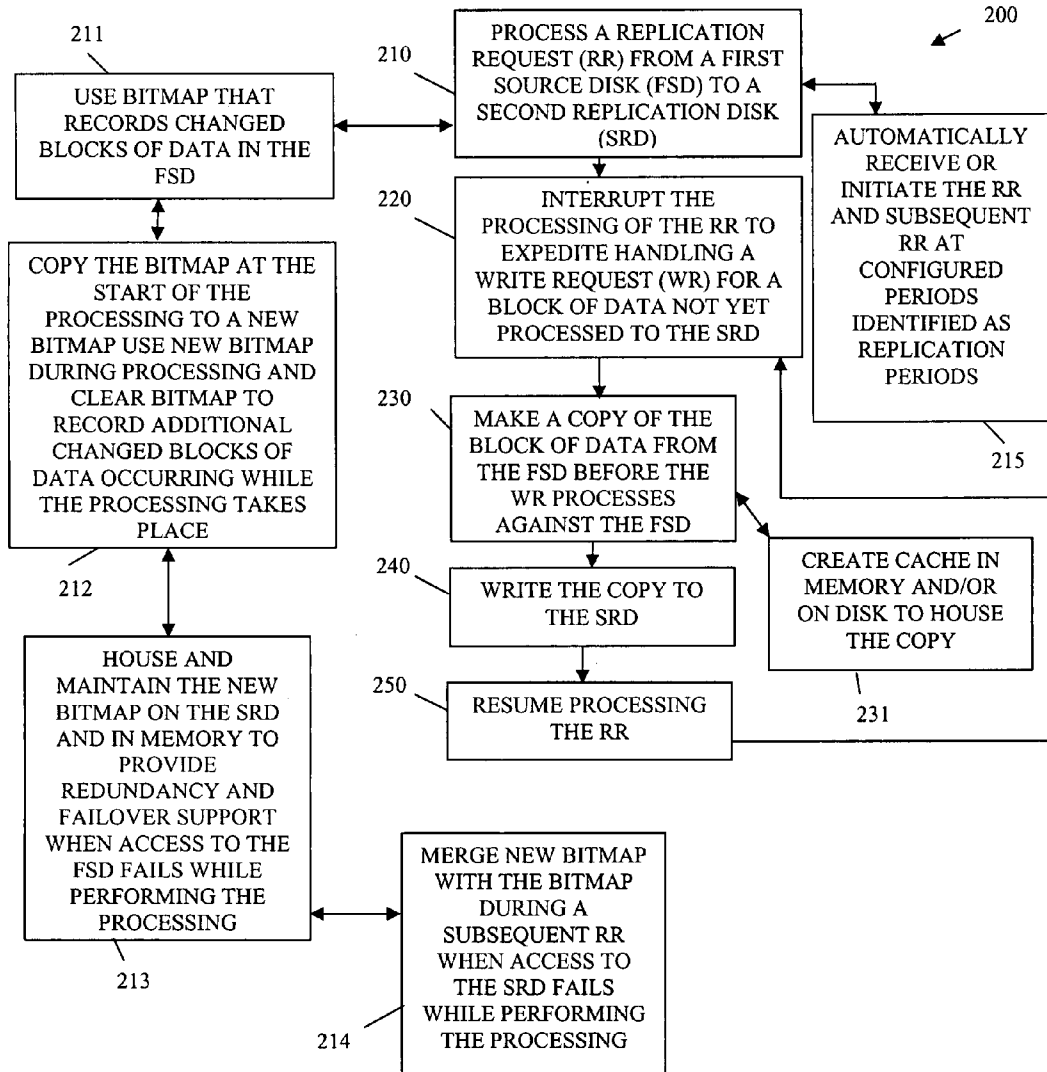 200
210
PROCESS A REPLICATION
REQUEST (RR) FROM A FIRST
SOURCE DISK (FSD) TO A
SECOND REPLICATION DISK
(SRD)
211
USE BITMAP THAT
RECORDS CHANGED
BLOCKS OF DATA IN THE
FSD
AUTOMATICALLY
RECEIVE OR
INITIATE THE RR
AND SUBSEQUENT
RR AT
CONFIGURED
PERIODS
IDENTIFIED AS
REPLICATION
PERIODS
215
220
INTERRUPT THE
PROCESSING OF THE RR TO
EXPEDITE HANDLING A
WRITE REQUEST (WR) FOR A
BLOCK OF DATA NOT YET
PROCESSED TO THE SRD
COPY THE BITMAP AT THE
START OF THE
PROCESSING TO A NEW
BITMAP USE NEW BITMAP
DURING PROCESSING AND
CLEAR BITMAP TO
RECORD ADDITIONAL
CHANGED BLOCKS OF
DATA OCCURRING WHILE
THE PROCESSING TAKES
PLACE
212
230
MAKE A COPY OF THE
BLOCK OF DATA FROM
THE FSD BEFORE THE
WR PROCESSES
AGAINST THE FSD
CREATE CACHE IN
MEMORY AND/OR
ON DISK TO HOUSE
THE COPY
231
240
WRITE THE COPY TO
THE SRD
250
RESUME PROCESSING
THE RR
HOUSE AND
MAINTAIN THE NEW
BITMAP ON THE SRD
AND IN MEMORY TO
PROVIDE
REDUNDANCY AND
FAILOVER SUPPORT
WHEN ACCESS TO THE
FSD FAILS WHILE
PERFORMING THE
PROCESSING
213
MERGE NEW BITMAP
WITH THE BITMAP
DURING A
SUBSEQUENT RR
WHEN ACCESS TO
THE SRD FAILS
WHILE PERFORMING
THE PROCESSING
214